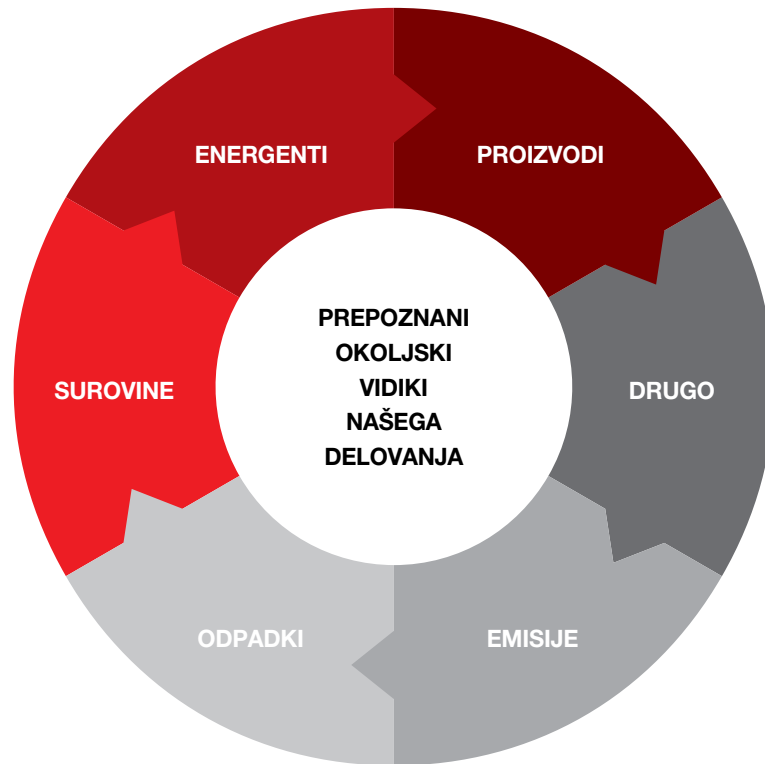 ENERGENTI
PROIZVODI
PREPOZNANI
OKOLJSKI
VIDIKI
NAŠEGA
DELOVANJA
SUROVINE
DRUGO
ODPADKI
EMISIJE